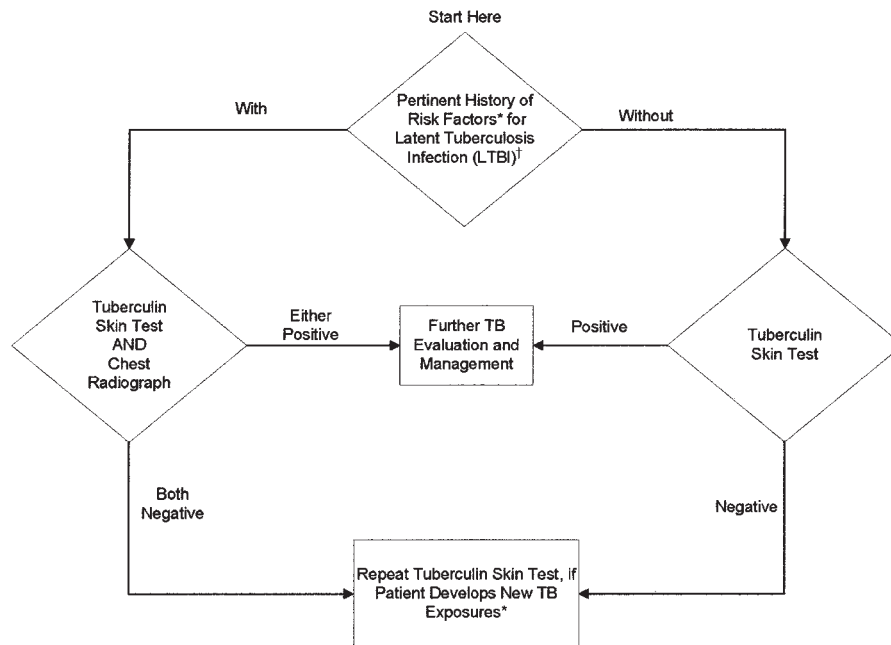 Start Here
Pertinent History of
Risk Factors* for
Latent Tuberculosis
Infection (LTBI)†
With
Without
Tuberculin
Skin Test
AND
Chest
Radiograph
Either
Positive
Further TB
Evaluation and
Management
Positive
Tuberculin
Skin Test
Both
Negative
Negative
Repeat Tuberculin Skin Test, if
Patient Develops New TB
Exposures*